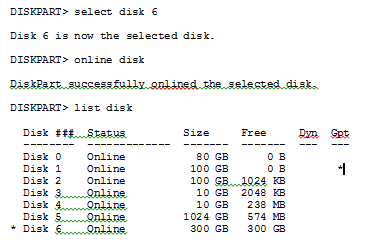 DISKPART> select disk 6
Disk 6 is now the selected disk.
DISKPART> online disk
DiskPart successfully onlined the selected disk.
DISKPART> list disk
Disk ### Status Size Free Dyn Gpt
-------- ------------- ------- ------- --- ---
Disk 0 Online 80 GB 0 B
Disk 1 Online 100 GB 0 B *
Disk 2 Online 100 GB 1024 KB
Disk 3 Online 10 GB 2048 KB
Disk 4 Online 10 GB 238 MB
Disk 5 Online 1024 GB 574 MB
* Disk 6 Online 300 GB 300 GB